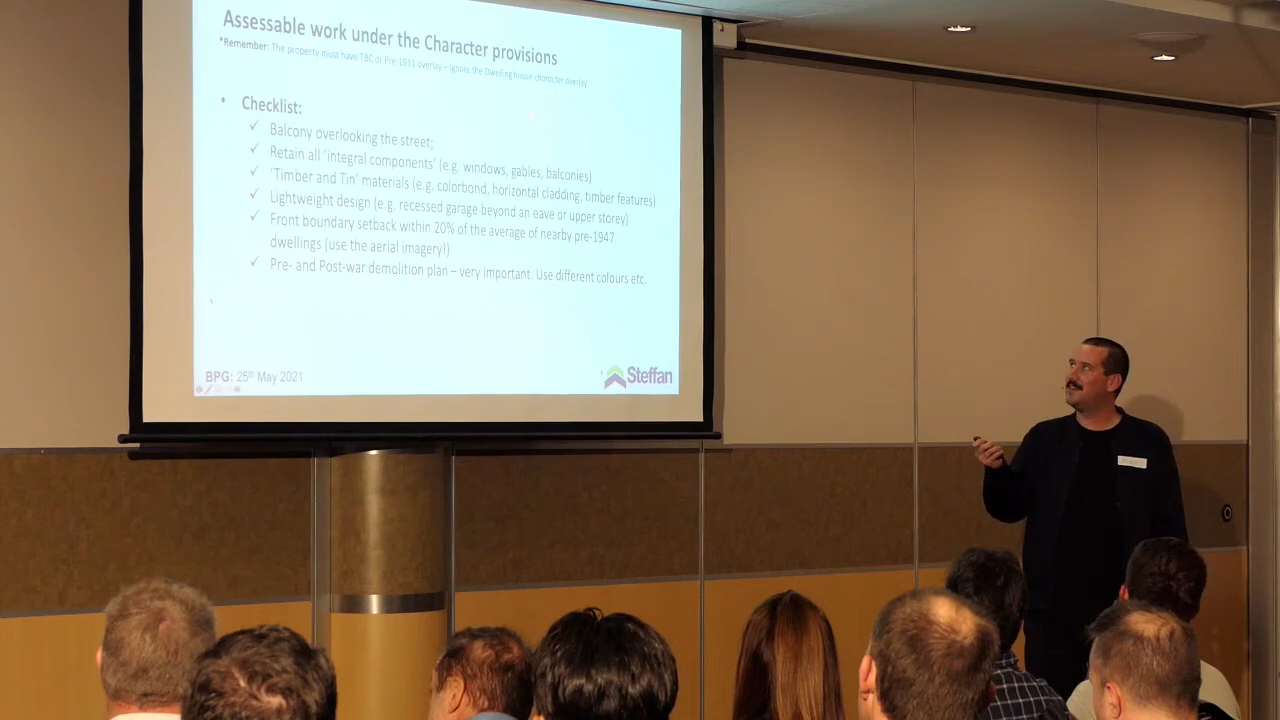 Assessable work under the Character provisions
*Remember: The property must have TBC or Pre-1911 overlay – Ignore the Dwelling house character overlay
• Checklist:
✓ Balcony overlooking the street;
✓ Retain all 'integral components' (e.g. windows, gables, balconies)
✓ 'Timber and Tin' materials (e.g. colorbond, horizontal cladding, timber features)
✓ Lightweight design (e.g. recessed garage beyond an eave or upper storey)
✓ Front boundary setback within 20% of the average of nearby pre-1947
dwellings (use the aerial imagery!)
✓ Pre- and Post-war demolition plan – very important. Use different colours etc.
BPG: 25th May 2021
Steffan